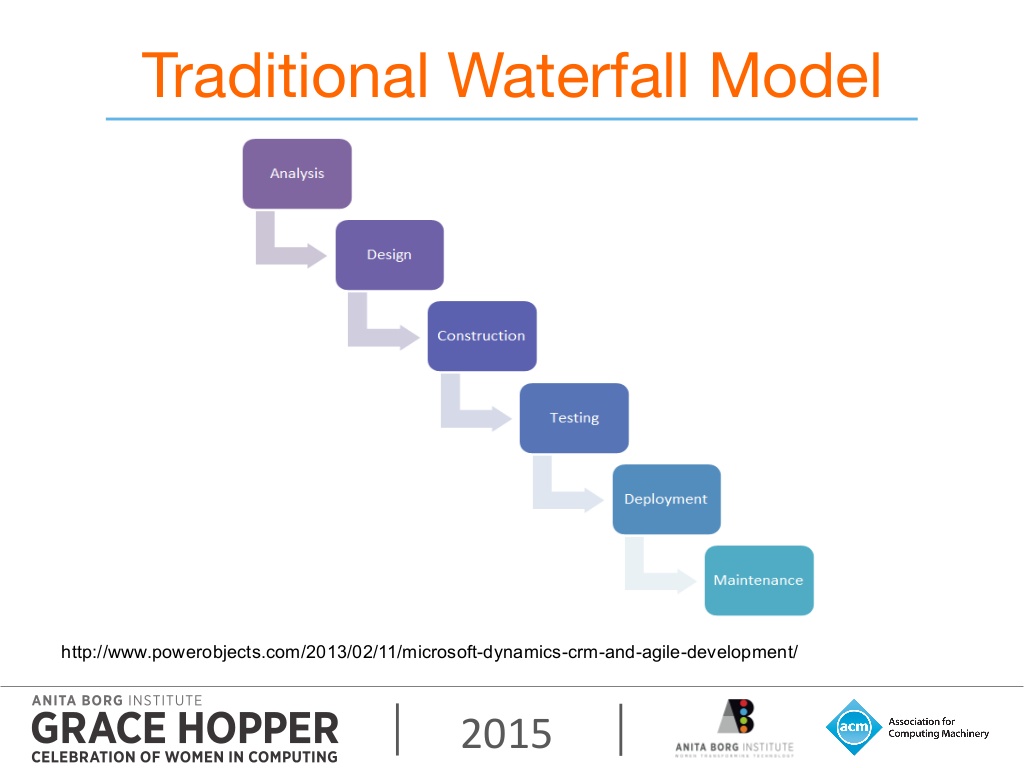 Traditional Waterfall Model
Analysis
Design
Construction
Testing
Deployment
Maintenance
http://www.powerobjects.com/2013/02/11/microsoft-dynamics-crm-and-agile-development/
ANITA BORG INSTITUTE
GRACE HOPPER
CELEBRATION OF WOMEN IN COMPUTING
2015
AB
ANITA BORG INSTITUTE
WOMEN TRANSFORMING TECHNOLOGY
acm
Association for
Computing Machinery